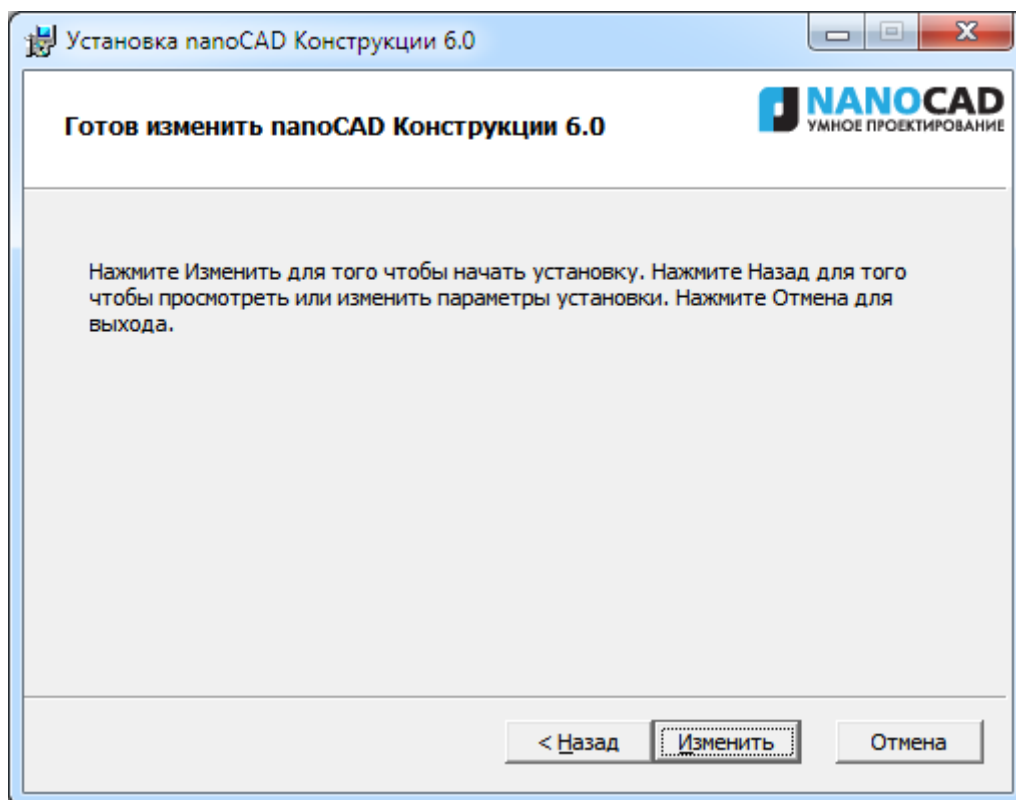 Установка nanoCAD Конструкции 6.0
NANOCAD
УМНОЕ ПРОЕКТИРОВАНИЕ
Готов изменить nanoCAD Конструкции 6.0
Нажмите Изменить для того чтобы начать установку. Нажмите Назад для того
чтобы просмотреть или изменить параметры установки. Нажмите Отмена для
выхода.
< Назад
Изменить
Отмена